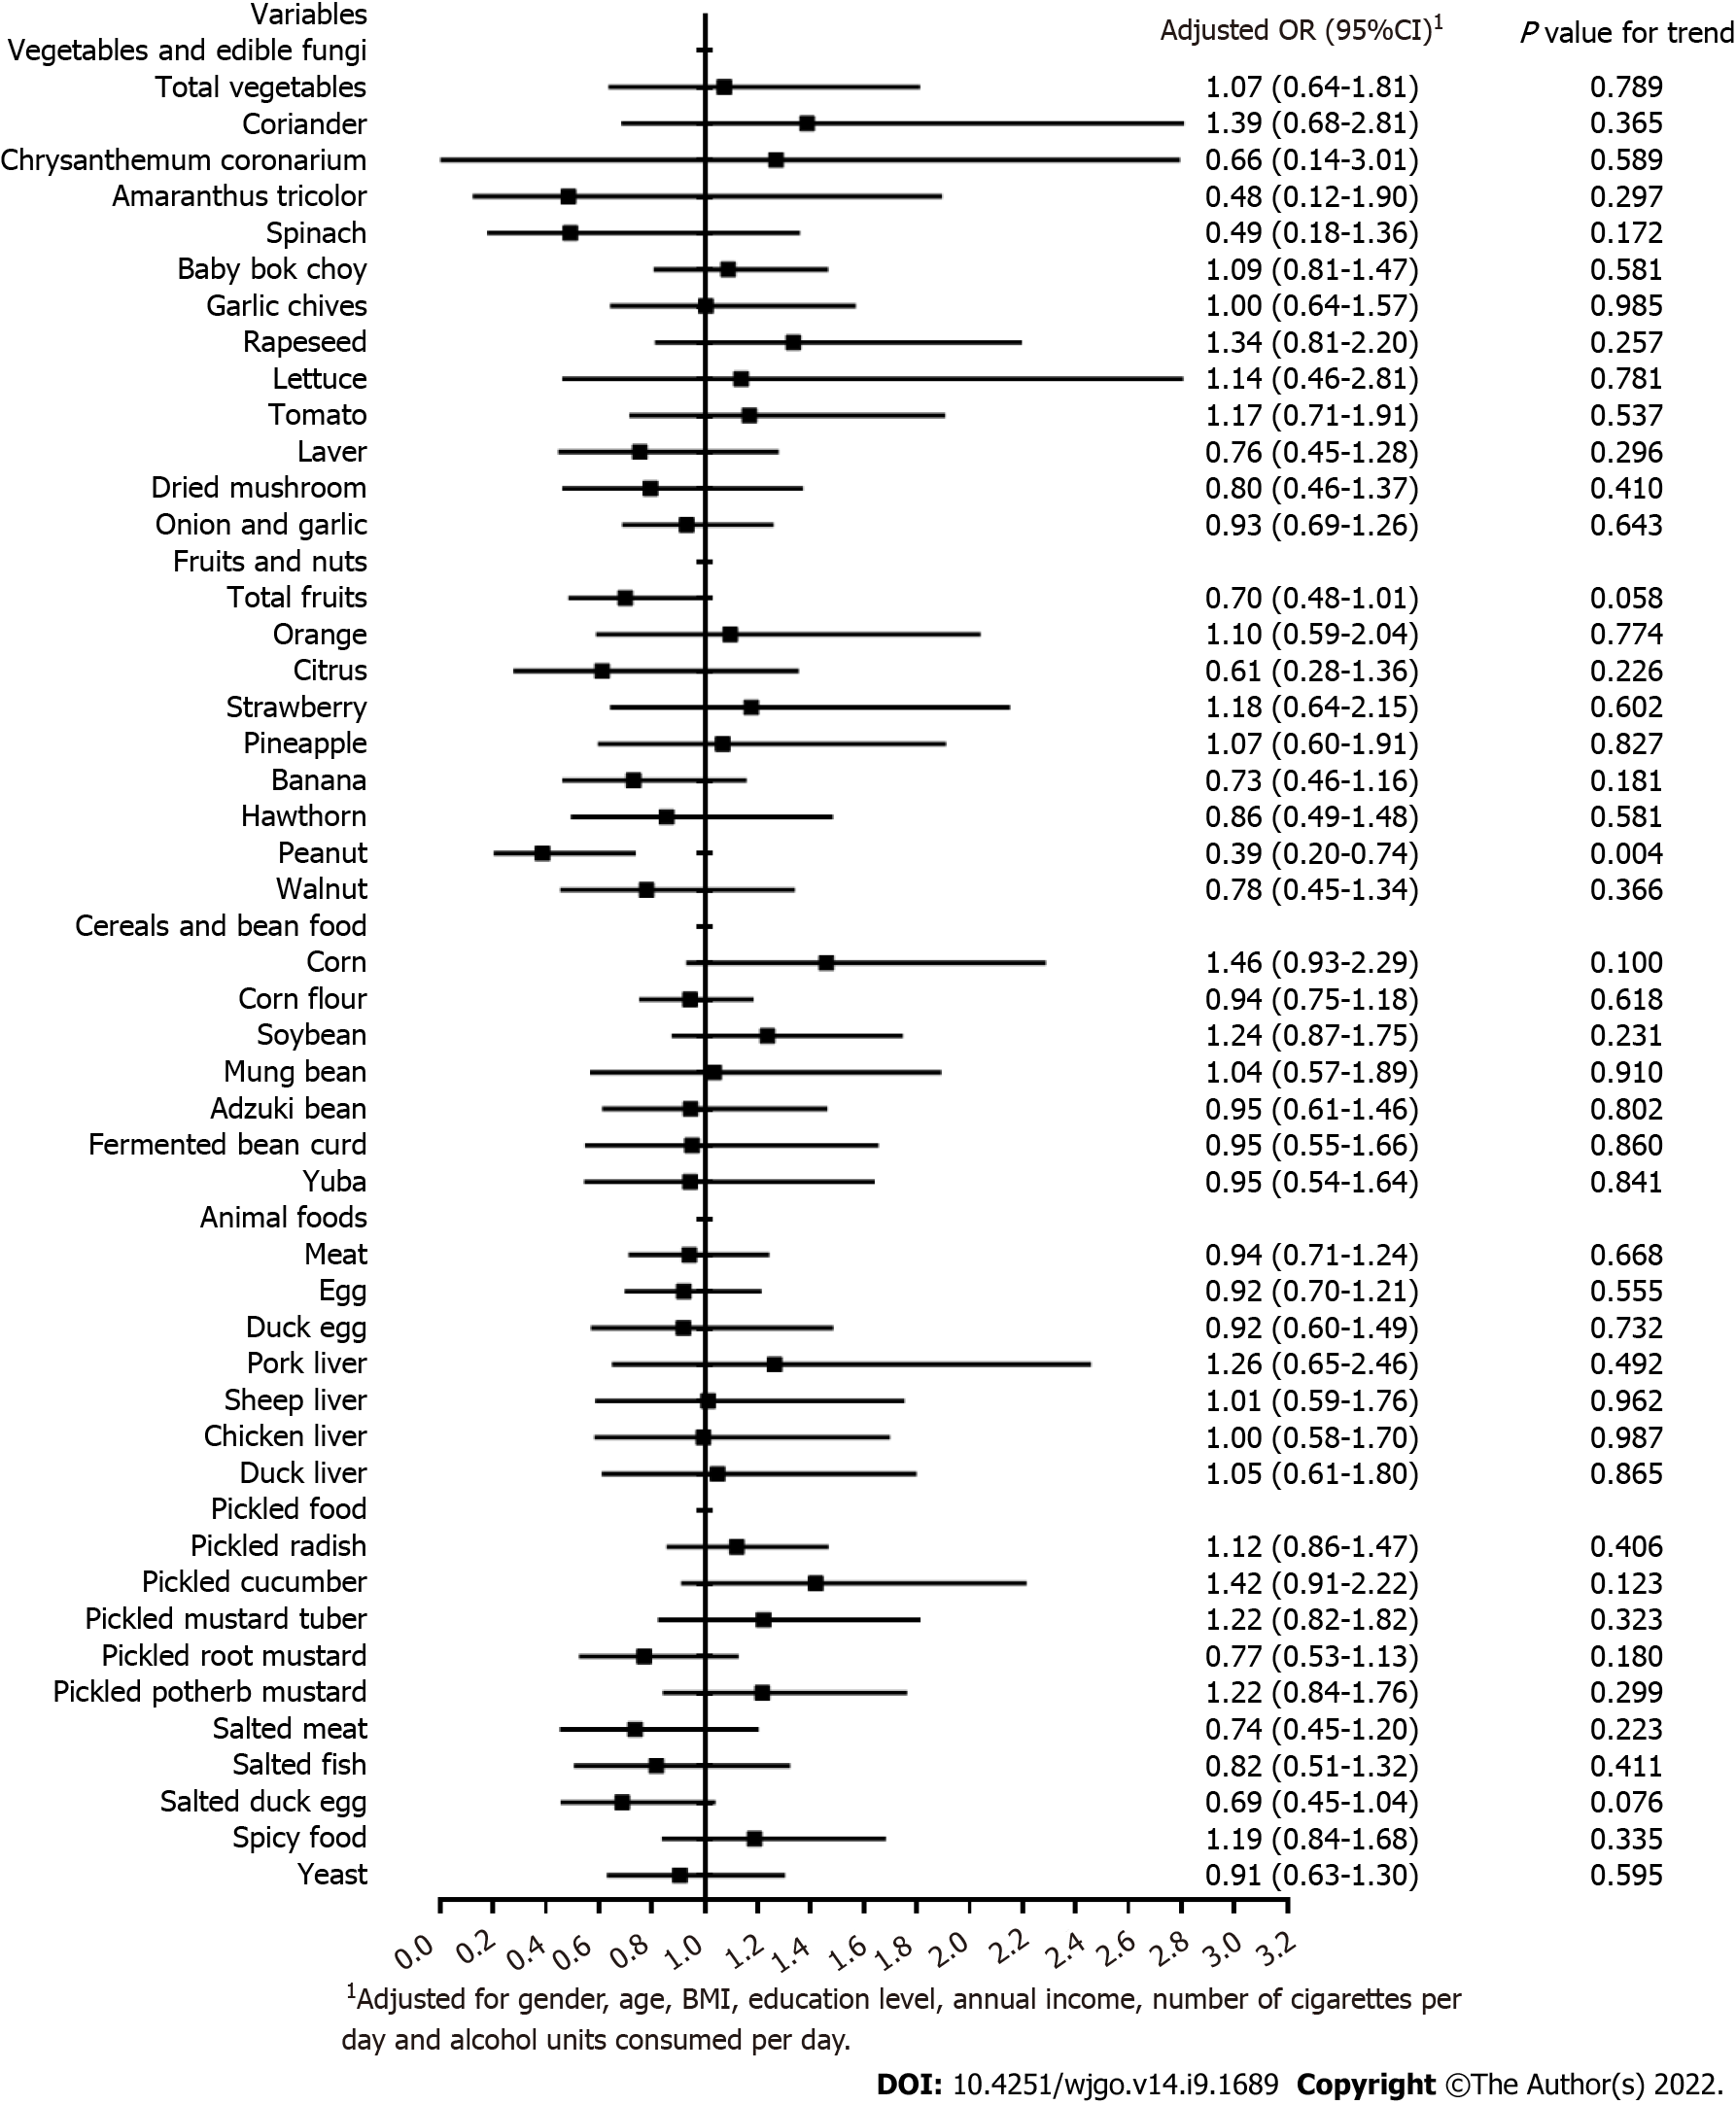 Variables Adjusted OR (95%CI)¹ P value for trend
Vegetables and edible fungi
Total vegetables 1.07 (0.64-1.81) 0.789
Coriander 1.39 (0.68-2.81) 0.365
Chrysanthemum coronarium 0.66 (0.14-3.01) 0.589
Amaranthus tricolor 0.48 (0.12-1.90) 0.297
Spinach 0.49 (0.18-1.36) 0.172
Baby bok choy 1.09 (0.81-1.47) 0.581
Garlic chives 1.00 (0.64-1.57) 0.985
Rapeseed 1.34 (0.81-2.20) 0.257
Lettuce 1.14 (0.46-2.81) 0.781
Tomato 1.17 (0.71-1.91) 0.537
Laver 0.76 (0.45-1.28) 0.296
Dried mushroom 0.80 (0.46-1.37) 0.410
Onion and garlic 0.93 (0.69-1.26) 0.643
Fruits and nuts
Total fruits 0.70 (0.48-1.01) 0.058
Orange 1.10 (0.59-2.04) 0.774
Citrus 0.61 (0.28-1.36) 0.226
Strawberry 1.18 (0.64-2.15) 0.602
Pineapple 1.07 (0.60-1.91) 0.827
Banana 0.73 (0.46-1.16) 0.181
Hawthorn 0.86 (0.49-1.48) 0.581
Peanut 0.39 (0.20-0.74) 0.004
Walnut 0.78 (0.45-1.34) 0.366
Cereals and bean food
Corn 1.46 (0.93-2.29) 0.100
Corn flour 0.94 (0.75-1.18) 0.618
Soybean 1.24 (0.87-1.75) 0.231
Mung bean 1.04 (0.57-1.89) 0.910
Adzuki bean 0.95 (0.61-1.46) 0.802
Fermented bean curd 0.95 (0.55-1.66) 0.860
Yuba 0.95 (0.54-1.64) 0.841
Animal foods
Meat 0.94 (0.71-1.24) 0.668
Egg 0.92 (0.70-1.21) 0.555
Duck egg 0.92 (0.60-1.49) 0.732
Pork liver 1.26 (0.65-2.46) 0.492
Sheep liver 1.01 (0.59-1.76) 0.962
Chicken liver 1.00 (0.58-1.70) 0.987
Duck liver 1.05 (0.61-1.80) 0.865
Pickled food
Pickled radish 1.12 (0.86-1.47) 0.406
Pickled cucumber 1.42 (0.91-2.22) 0.123
Pickled mustard tuber 1.22 (0.82-1.82) 0.323
Pickled root mustard 0.77 (0.53-1.13) 0.180
Pickled potherb mustard 1.22 (0.84-1.76) 0.299
Salted meat 0.74 (0.45-1.20) 0.223
Salted fish 0.82 (0.51-1.32) 0.411
Salted duck egg 0.69 (0.45-1.04) 0.076
Spicy food 1.19 (0.84-1.68) 0.335
Yeast 0.91 (0.63-1.30) 0.595
0.0 0.2 0.4 0.6 0.8 1.0 1.2 1.4 1.6 1.8 2.0 2.2 2.4 2.6 2.8 3.0 3.2
¹Adjusted for gender, age, BMI, education level, annual income, number of cigarettes per
day and alcohol units consumed per day.
DOI: 10.4251/wjgo.v14.i9.1689 Copyright ©The Author(s) 2022.